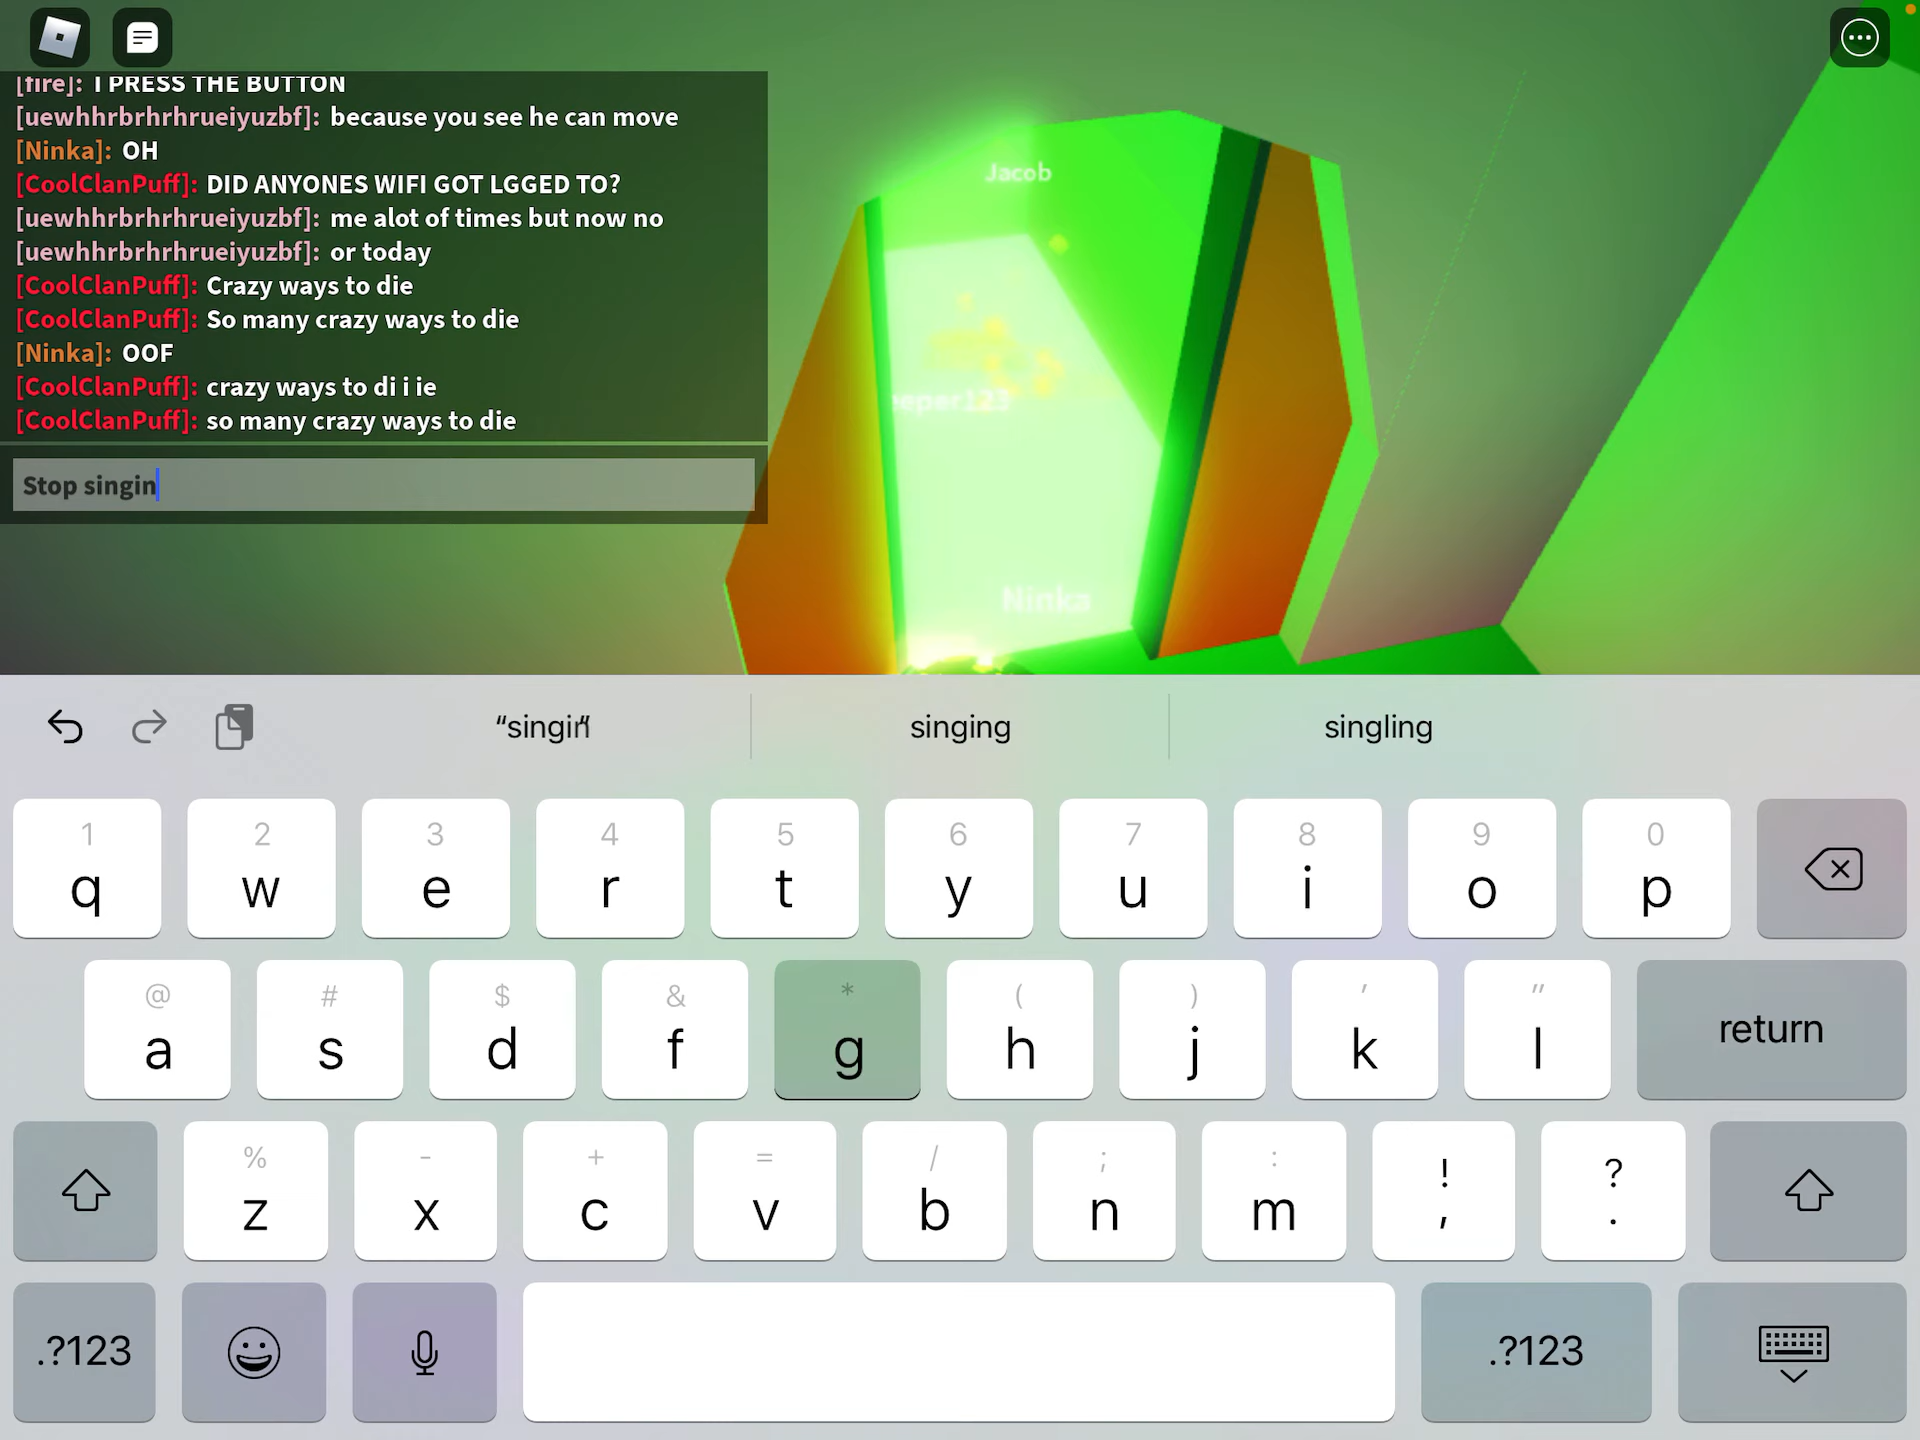 [fire]: I PRESS THE BUTTON
[uewhhrbrhrhrueiyuzbf]: because you see he can move
[Ninka]: OH
[CoolClanPuff]: DID ANYONES WIFI GOT LGGED TO?
[uewhhrbrhrhrueiyuzbf]: me alot of times but now no
[uewhhrbrhrhrueiyuzbf]: or today
[CoolClanPuff]: Crazy ways to die
[CoolClanPuff]: So many crazy ways to die
[Ninka]: OOF
[CoolClanPuff]: crazy ways to di i ie
[CoolClanPuff]: so many crazy ways to die
Stop singin
Jacob
eper123
Ninka
“singin” singing singling
1 2 3 4 5 6 7 8 9 0
q w e r t y u i o p
@ # $ & * ( ) ' "
a s d f g h j k l return
% - + = / ; : ! ?
z x c v b n m , .
.?123 .?123